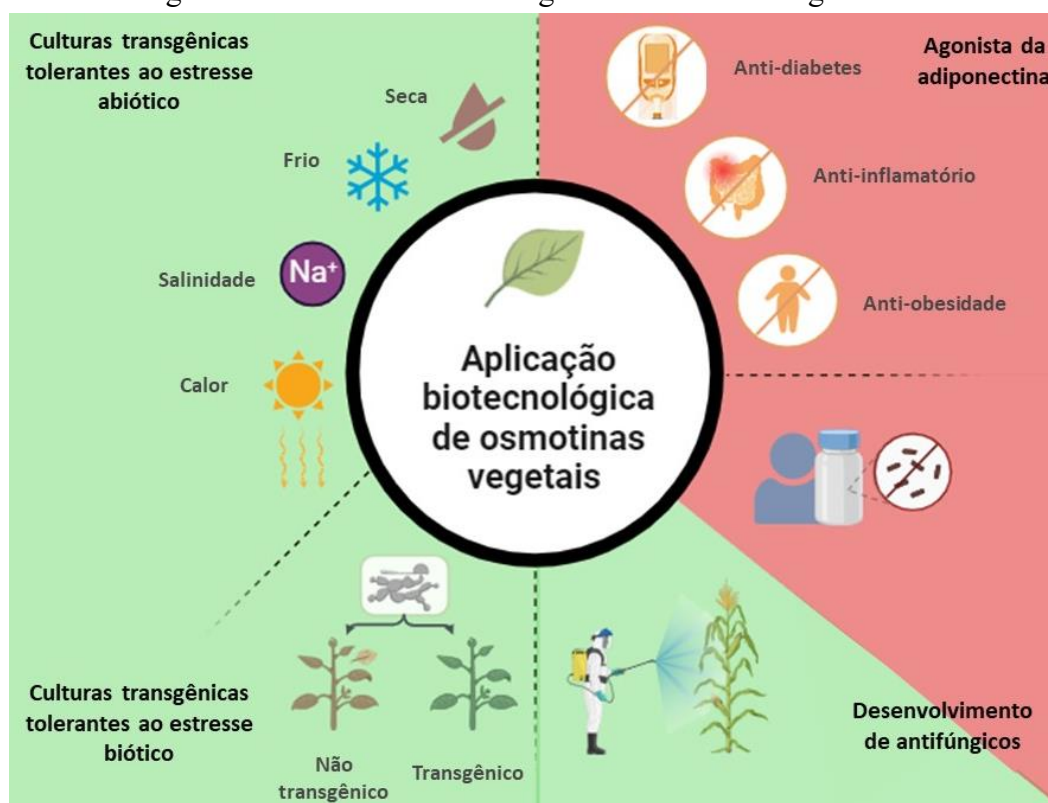 Culturas transgênicas
tolerantes ao estresse
abiótico
Seca
Frio
Salinidade
Na⁺
Calor
Anti-diabetes
Agonista da
adiponectina
Anti-inflamatório
Anti-obesidade
Aplicação
biotecnológica
de osmotinas
vegetais
Culturas transgênicas
tolerantes ao estresse
biótico
Não
transgênico
Transgênico
Desenvolvimento
de antifúngicos